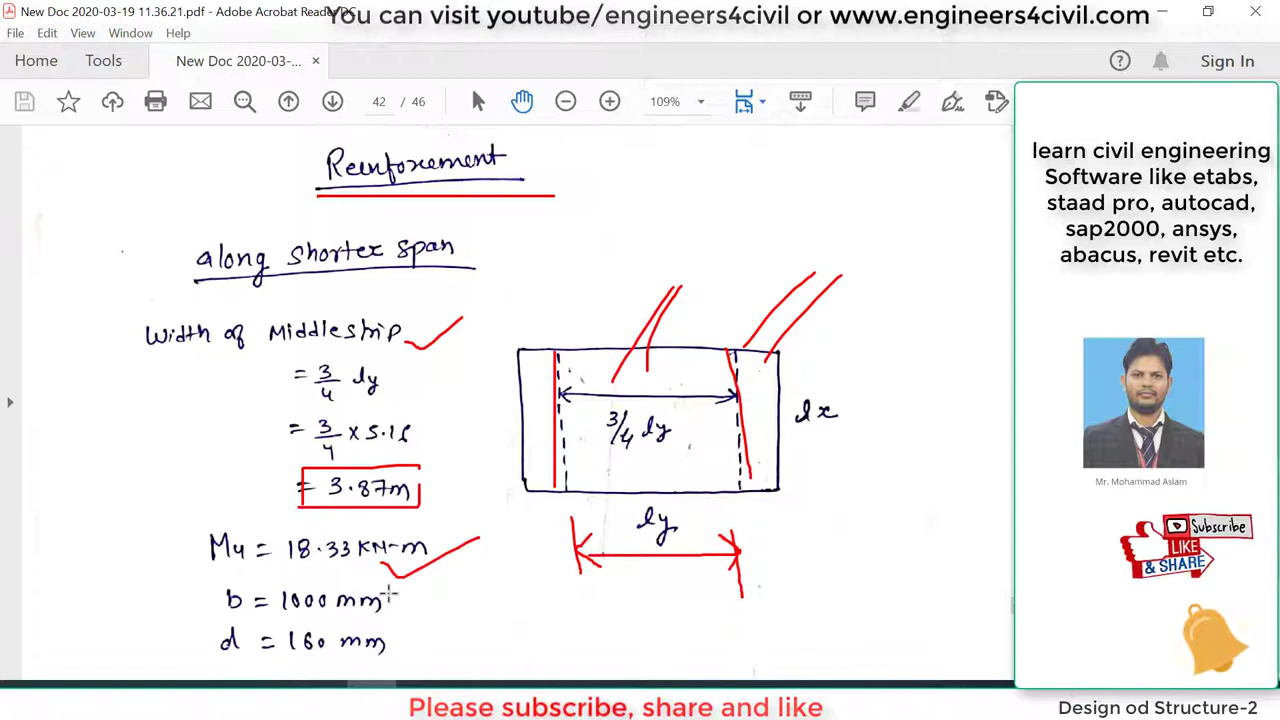 New Doc 2020-03-19 11.36.21.pdf - Adobe Acrobat Reader DC
You can visit youtube/engineers4civil or www.engineers4civil.com
File Edit View Window Help
Home Tools New Doc 2020-03-... × Sign In
42 / 46 109%
Reinforcement
along shorter span
Width of Middle strip
= 3/4 ly
= 3/4 × 5.16
= 3.87m
Mu = 18.33 KN-m
b = 1000 mm
d = 160 mm
3/4 ly
lx
ly
learn civil engineering
Software like etabs,
staad pro, autocad,
sap2000, ansys,
abacus, revit etc.
Mr. Mohammad Aslam
Subscribe
LIKE
& SHARE
Please subscribe, share and like
Design od Structure-2